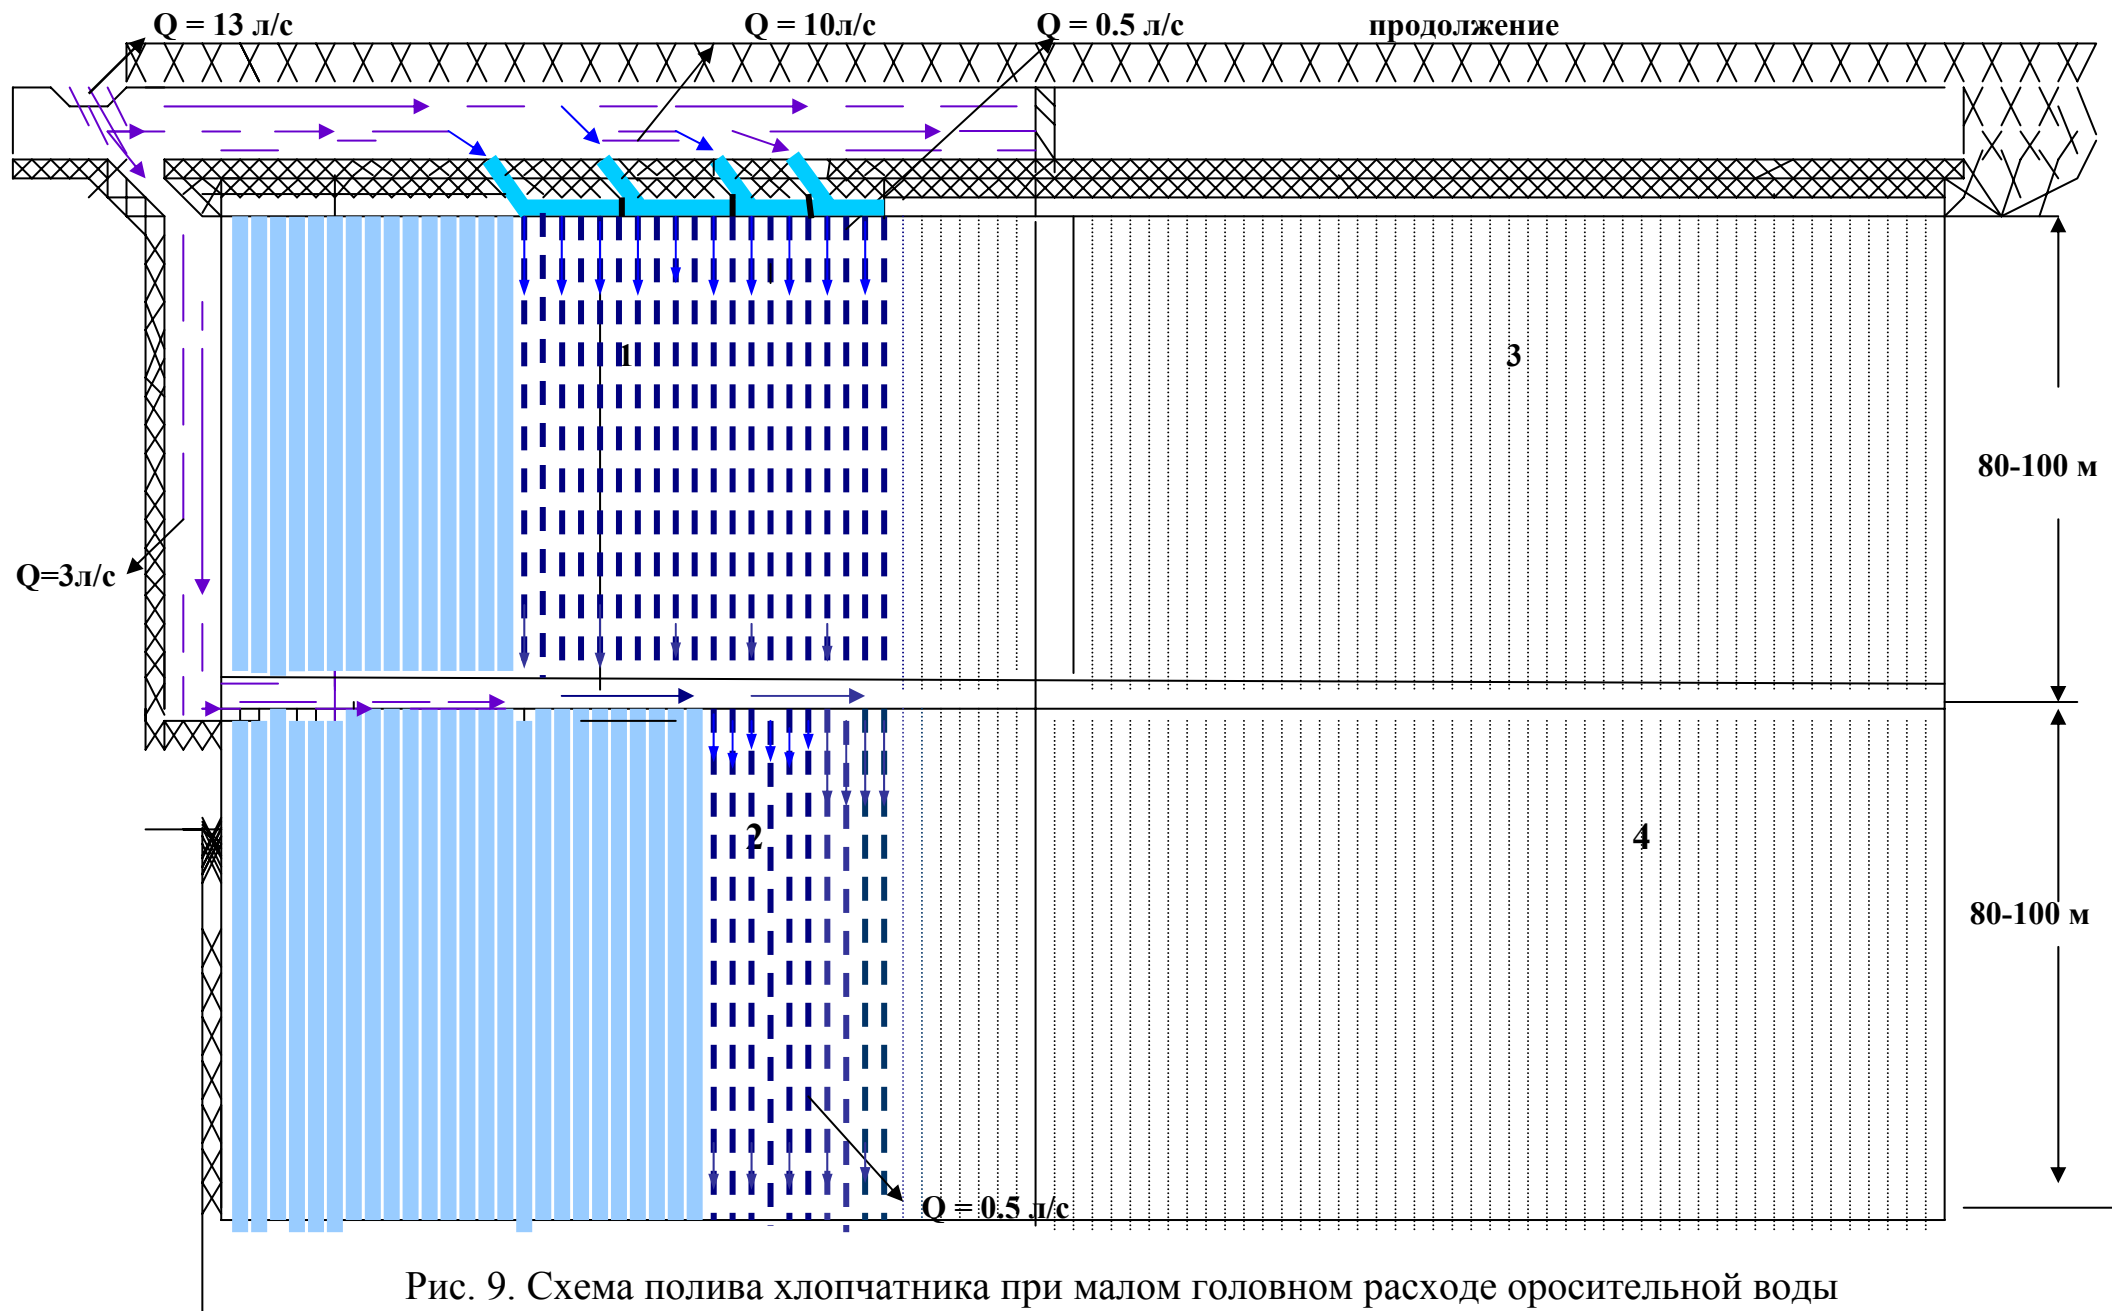 Q = 13 л/с
Q = 10л/с
Q = 0.5 л/с
продолжение
1
3
80-100 м
Q=3л/с
2
4
80-100 м
Q = 0.5 л/с
Рис. 9. Схема полива хлопчатника при малом головном расходе оросительной воды